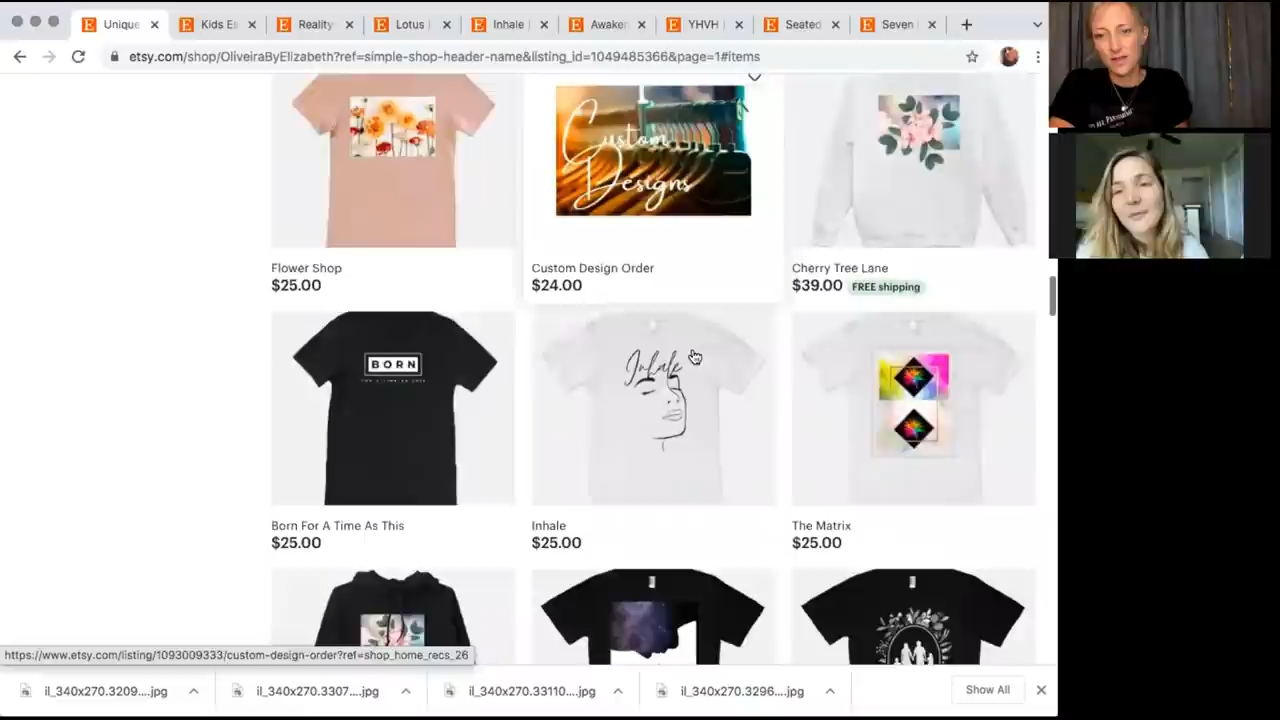 Unique
Kids Es
Reality
Lotus
Inhale
Awaken
YHVH
Seated
Seven
etsy.com/shop/OliveiraByElizabeth?ref=simple-shop-header-name&listing_id=1049485366&page=1#items
Custom
Designs
Flower Shop
$25.00
Custom Design Order
$24.00
Cherry Tree Lane
$39.00 FREE shipping
BORN
Inhale
Born For A Time As This
$25.00
Inhale
$25.00
The Matrix
$25.00
https://www.etsy.com/listing/1093009333/custom-design-order?ref=shop_home_recs_26
il_340x270.3209....jpg
il_340x270.3307....jpg
il_340x270.33110....jpg
il_340x270.3296....jpg
Show All